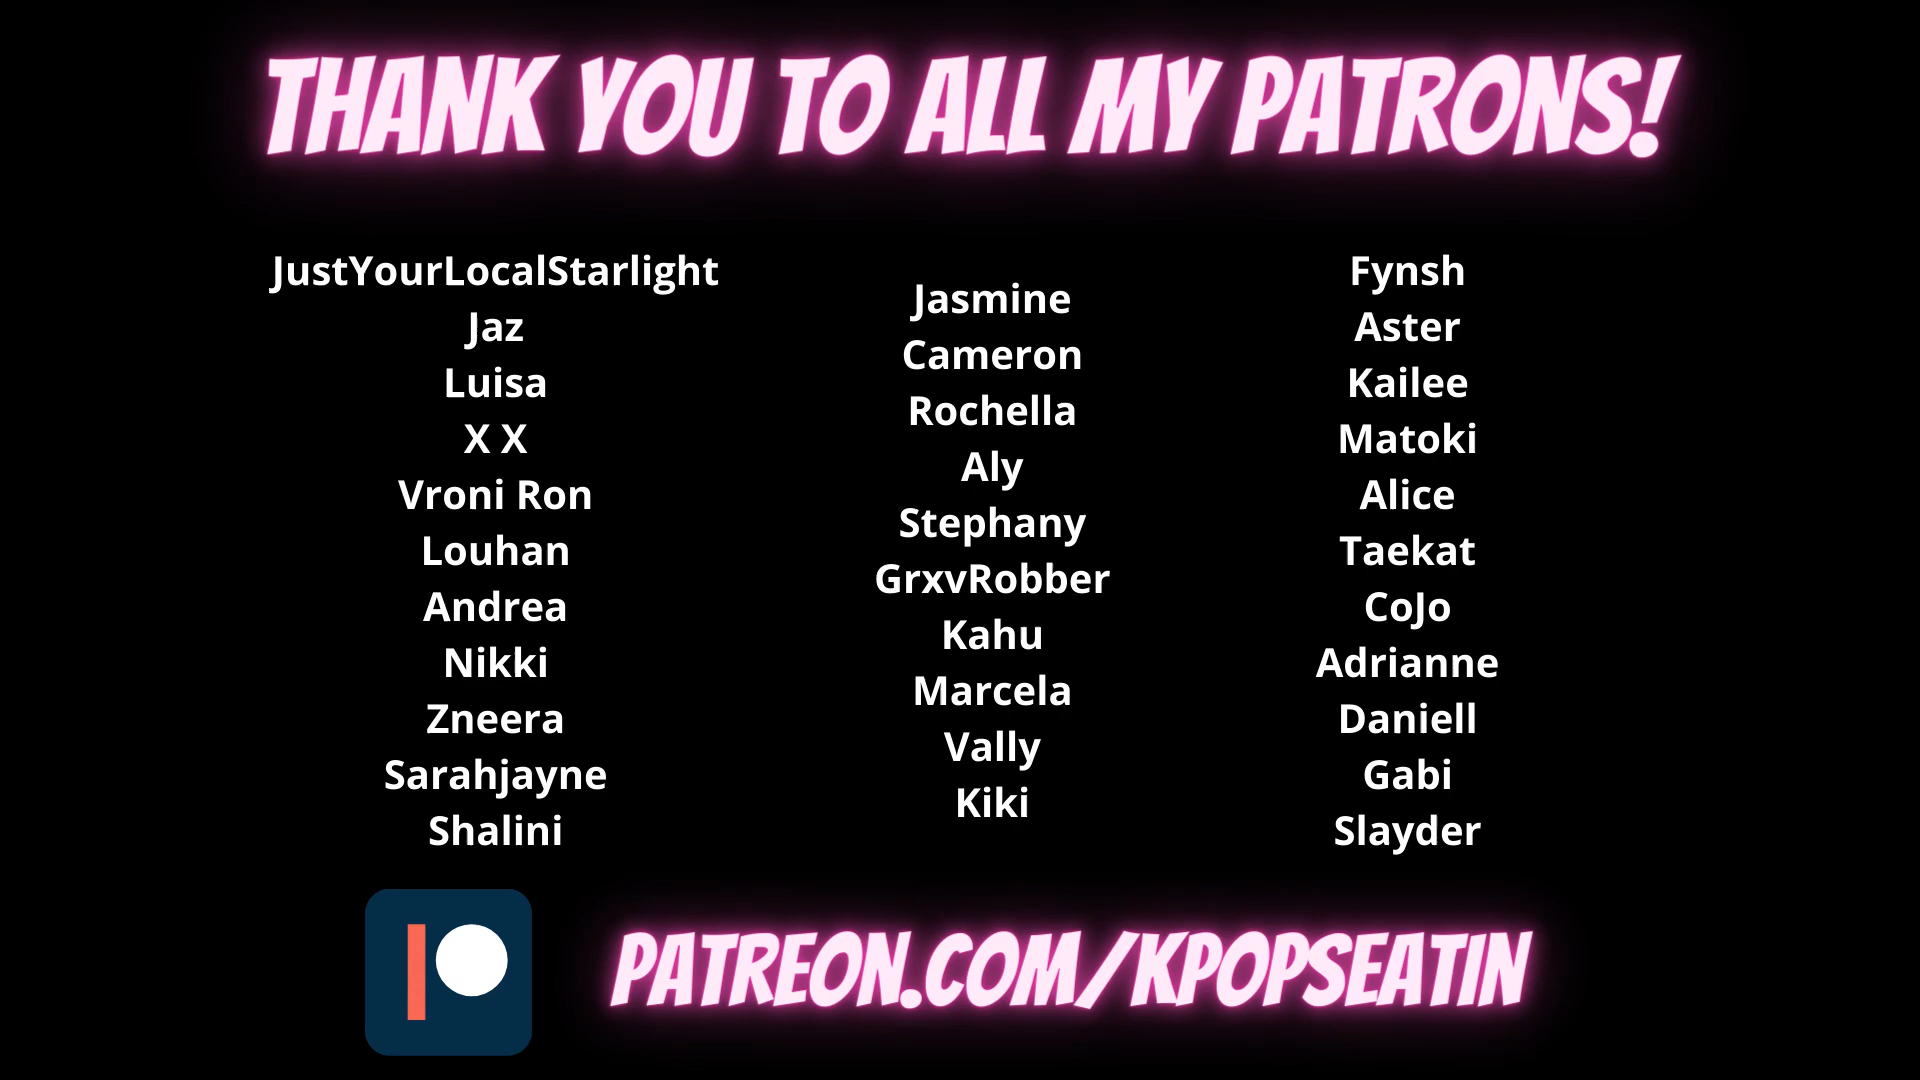 THANK YOU TO ALL MY PATRONS!
JustYourLocalStarlight
Jaz
Luisa
X X
Vroni Ron
Louhan
Andrea
Nikki
Zneera
Sarahjayne
Shalini
Jasmine
Cameron
Rochella
Aly
Stephany
GrxvRobber
Kahu
Marcela
Vally
Kiki
Fynsh
Aster
Kailee
Matoki
Alice
Taekat
CoJo
Adrianne
Daniell
Gabi
Slayder
PATREON.COM/KPOPSEATIN